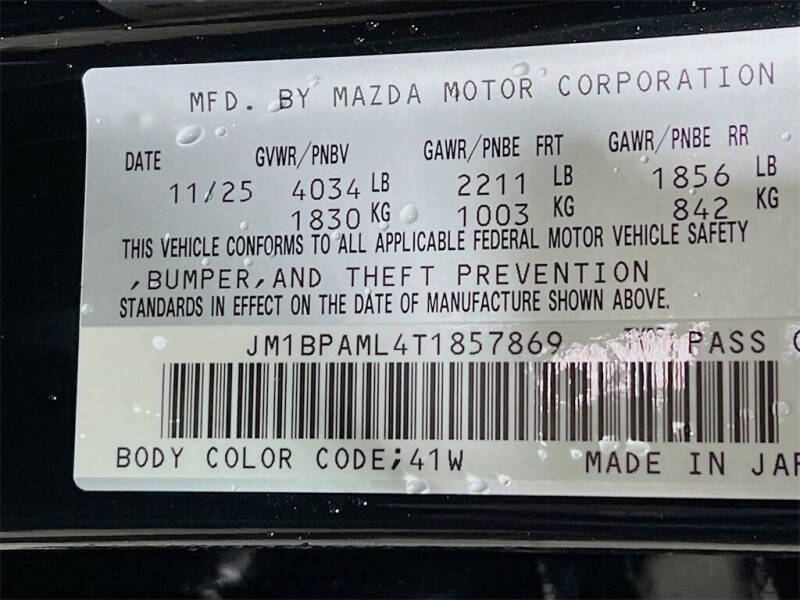 MFD. BY MAZDA MOTOR CORPORATION
DATE GVWR/PNBV GAWR/PNBE FRT GAWR/PNBE RR
11/25 4034 LB 2211 LB 1856 LB
1830 KG 1003 KG 842 KG
THIS VEHICLE CONFORMS TO ALL APPLICABLE FEDERAL MOTOR VEHICLE SAFETY
,BUMPER,AND THEFT PREVENTION
STANDARDS IN EFFECT ON THE DATE OF MANUFACTURE SHOWN ABOVE.
JM1BPAML4T1857869 PASS
BODY COLOR CODE;41W MADE IN